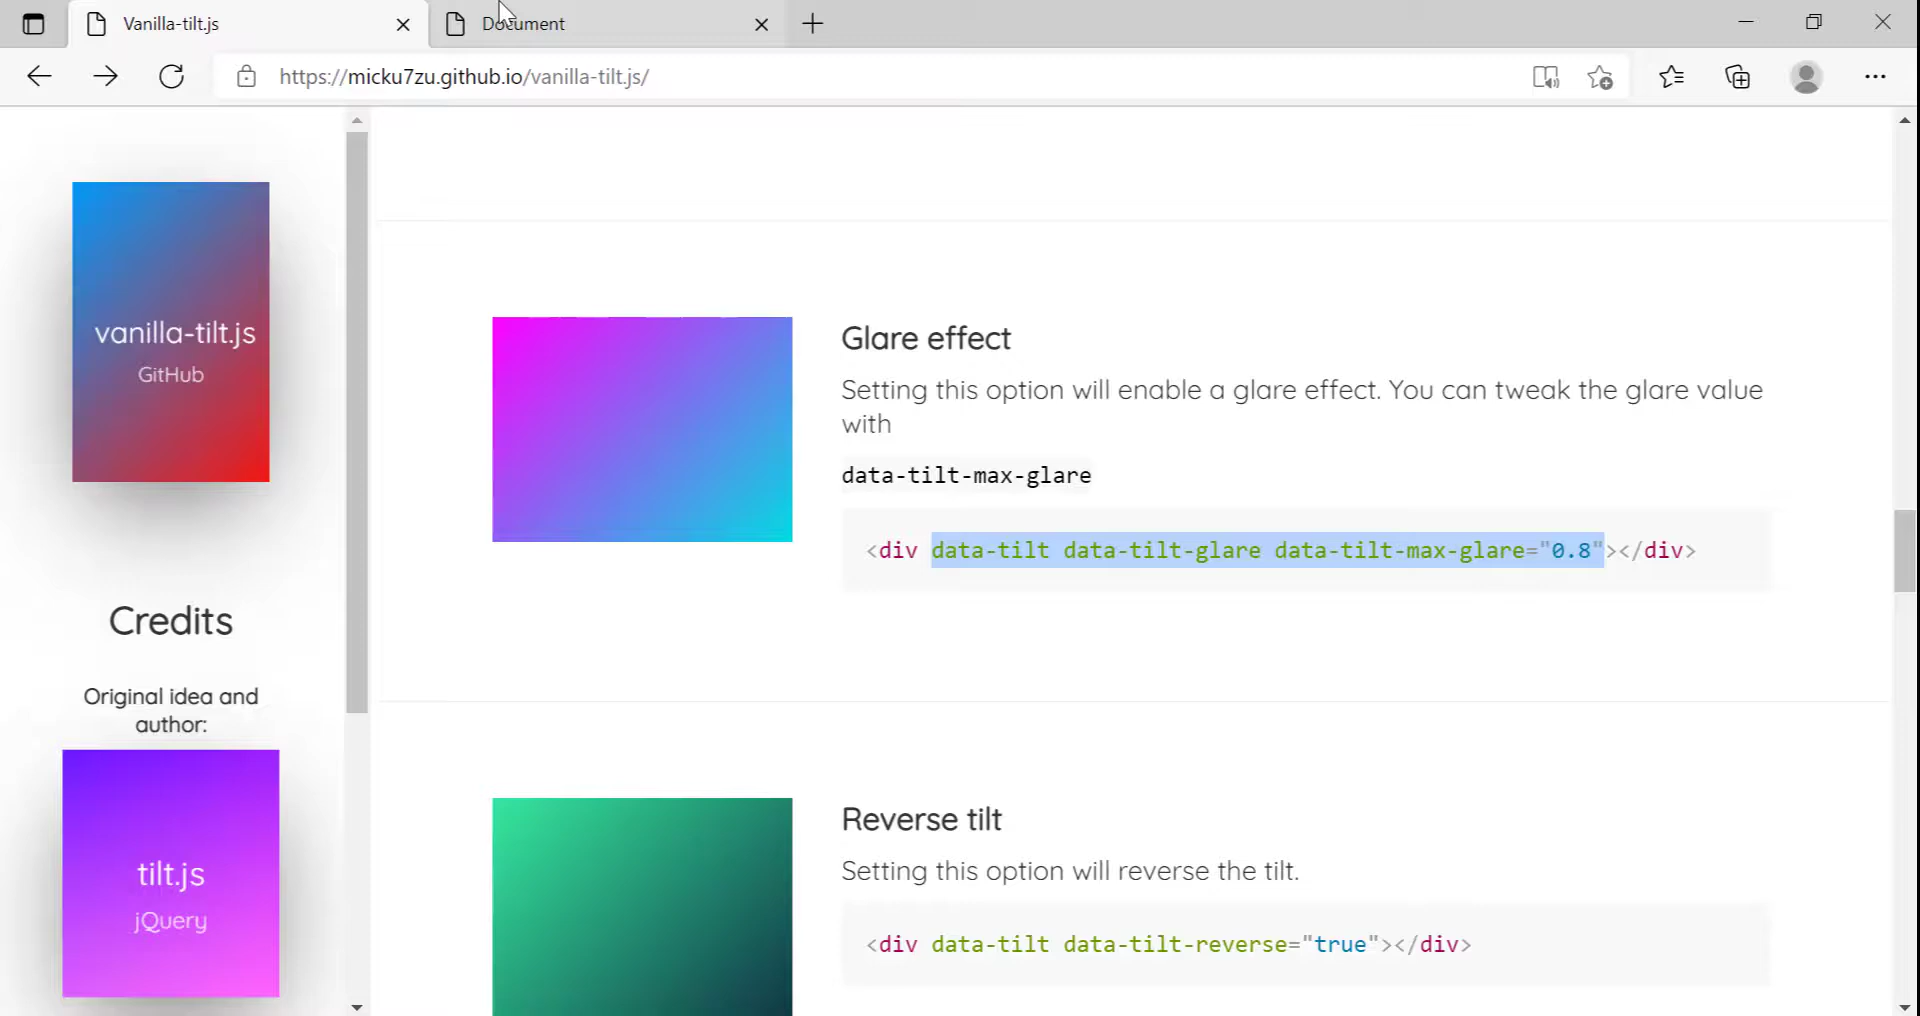 Vanilla-tilt.js
Document
https://micku7zu.github.io/vanilla-tilt.js/
vanilla-tilt.js
GitHub
Credits
Original idea and
author:
tilt.js
jQuery
Glare effect
Setting this option will enable a glare effect. You can tweak the glare value
with
data-tilt-max-glare
<div data-tilt data-tilt-glare data-tilt-max-glare="0.8"></div>
Reverse tilt
Setting this option will reverse the tilt.
<div data-tilt data-tilt-reverse="true"></div>